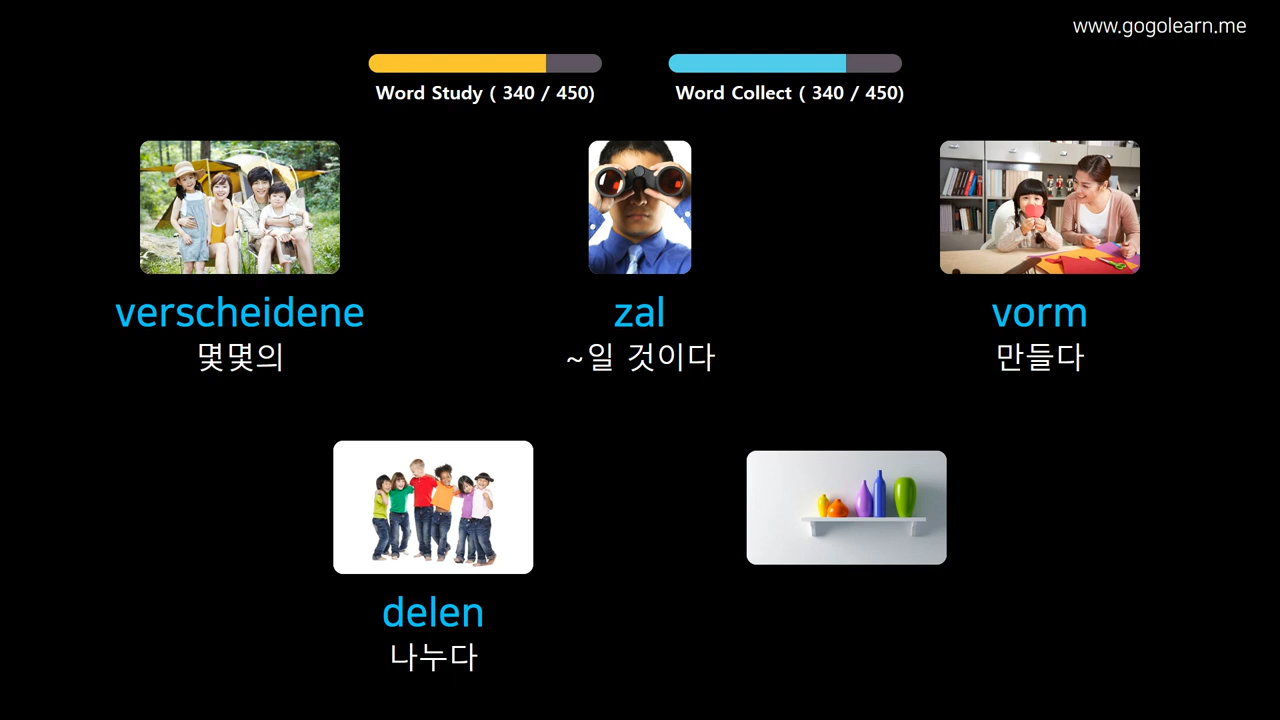 www.gogolearn.me
Word Study ( 340 / 450)
Word Collect ( 340 / 450)
verscheidene
몇몇의
zal
~일 것이다
vorm
만들다
delen
나누다